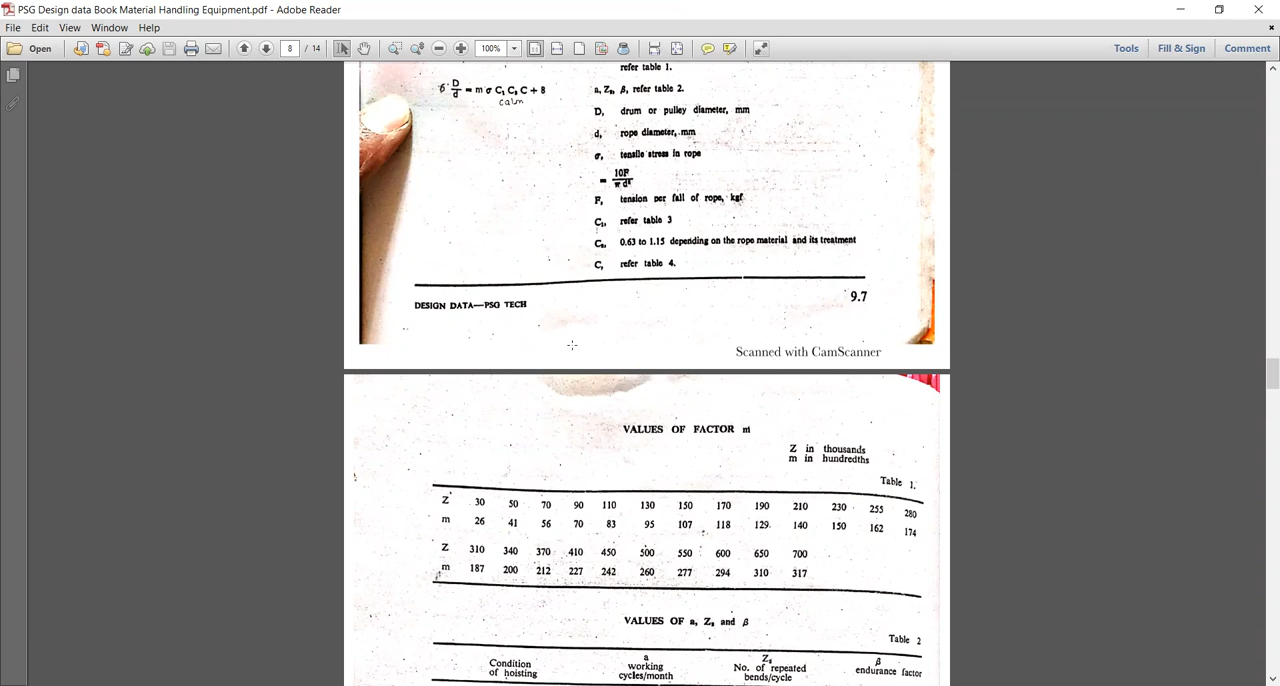 PSG Design data Book Material Handling Equipment.pdf - Adobe Reader
File Edit View Window Help
Open 8 / 14 100% Tools Fill & Sign Comment
refer table 1.
D/d = m σ C₁ C₂ C + 8
calm
a, Z₂, β, refer table 2.
D, drum or pulley diameter, mm
d, rope diameter, mm
σ, tensile stress in rope
= 10F / π d²
F, tension per fall of rope, kgf
C₁, refer table 3
C₂, 0.63 to 1.15 depending on the rope material and its treatment
C, refer table 4.
9.7
DESIGN DATA—PSG TECH
Scanned with CamScanner
VALUES OF FACTOR m
Z in thousands
m in hundredths
Table 1.
Z 30 50 70 90 110 130 150 170 190 210 230 255 280
m 26 41 56 70 83 95 107 118 129 140 150 162 174
Z 310 340 370 410 450 500 550 600 650 700
m 187 200 212 227 242 260 277 294 310 317
VALUES OF a, Z₂ and β
Table 2
Condition of hoisting
a working cycles/month
Z₂ No. of repeated bends/cycle
β endurance factor